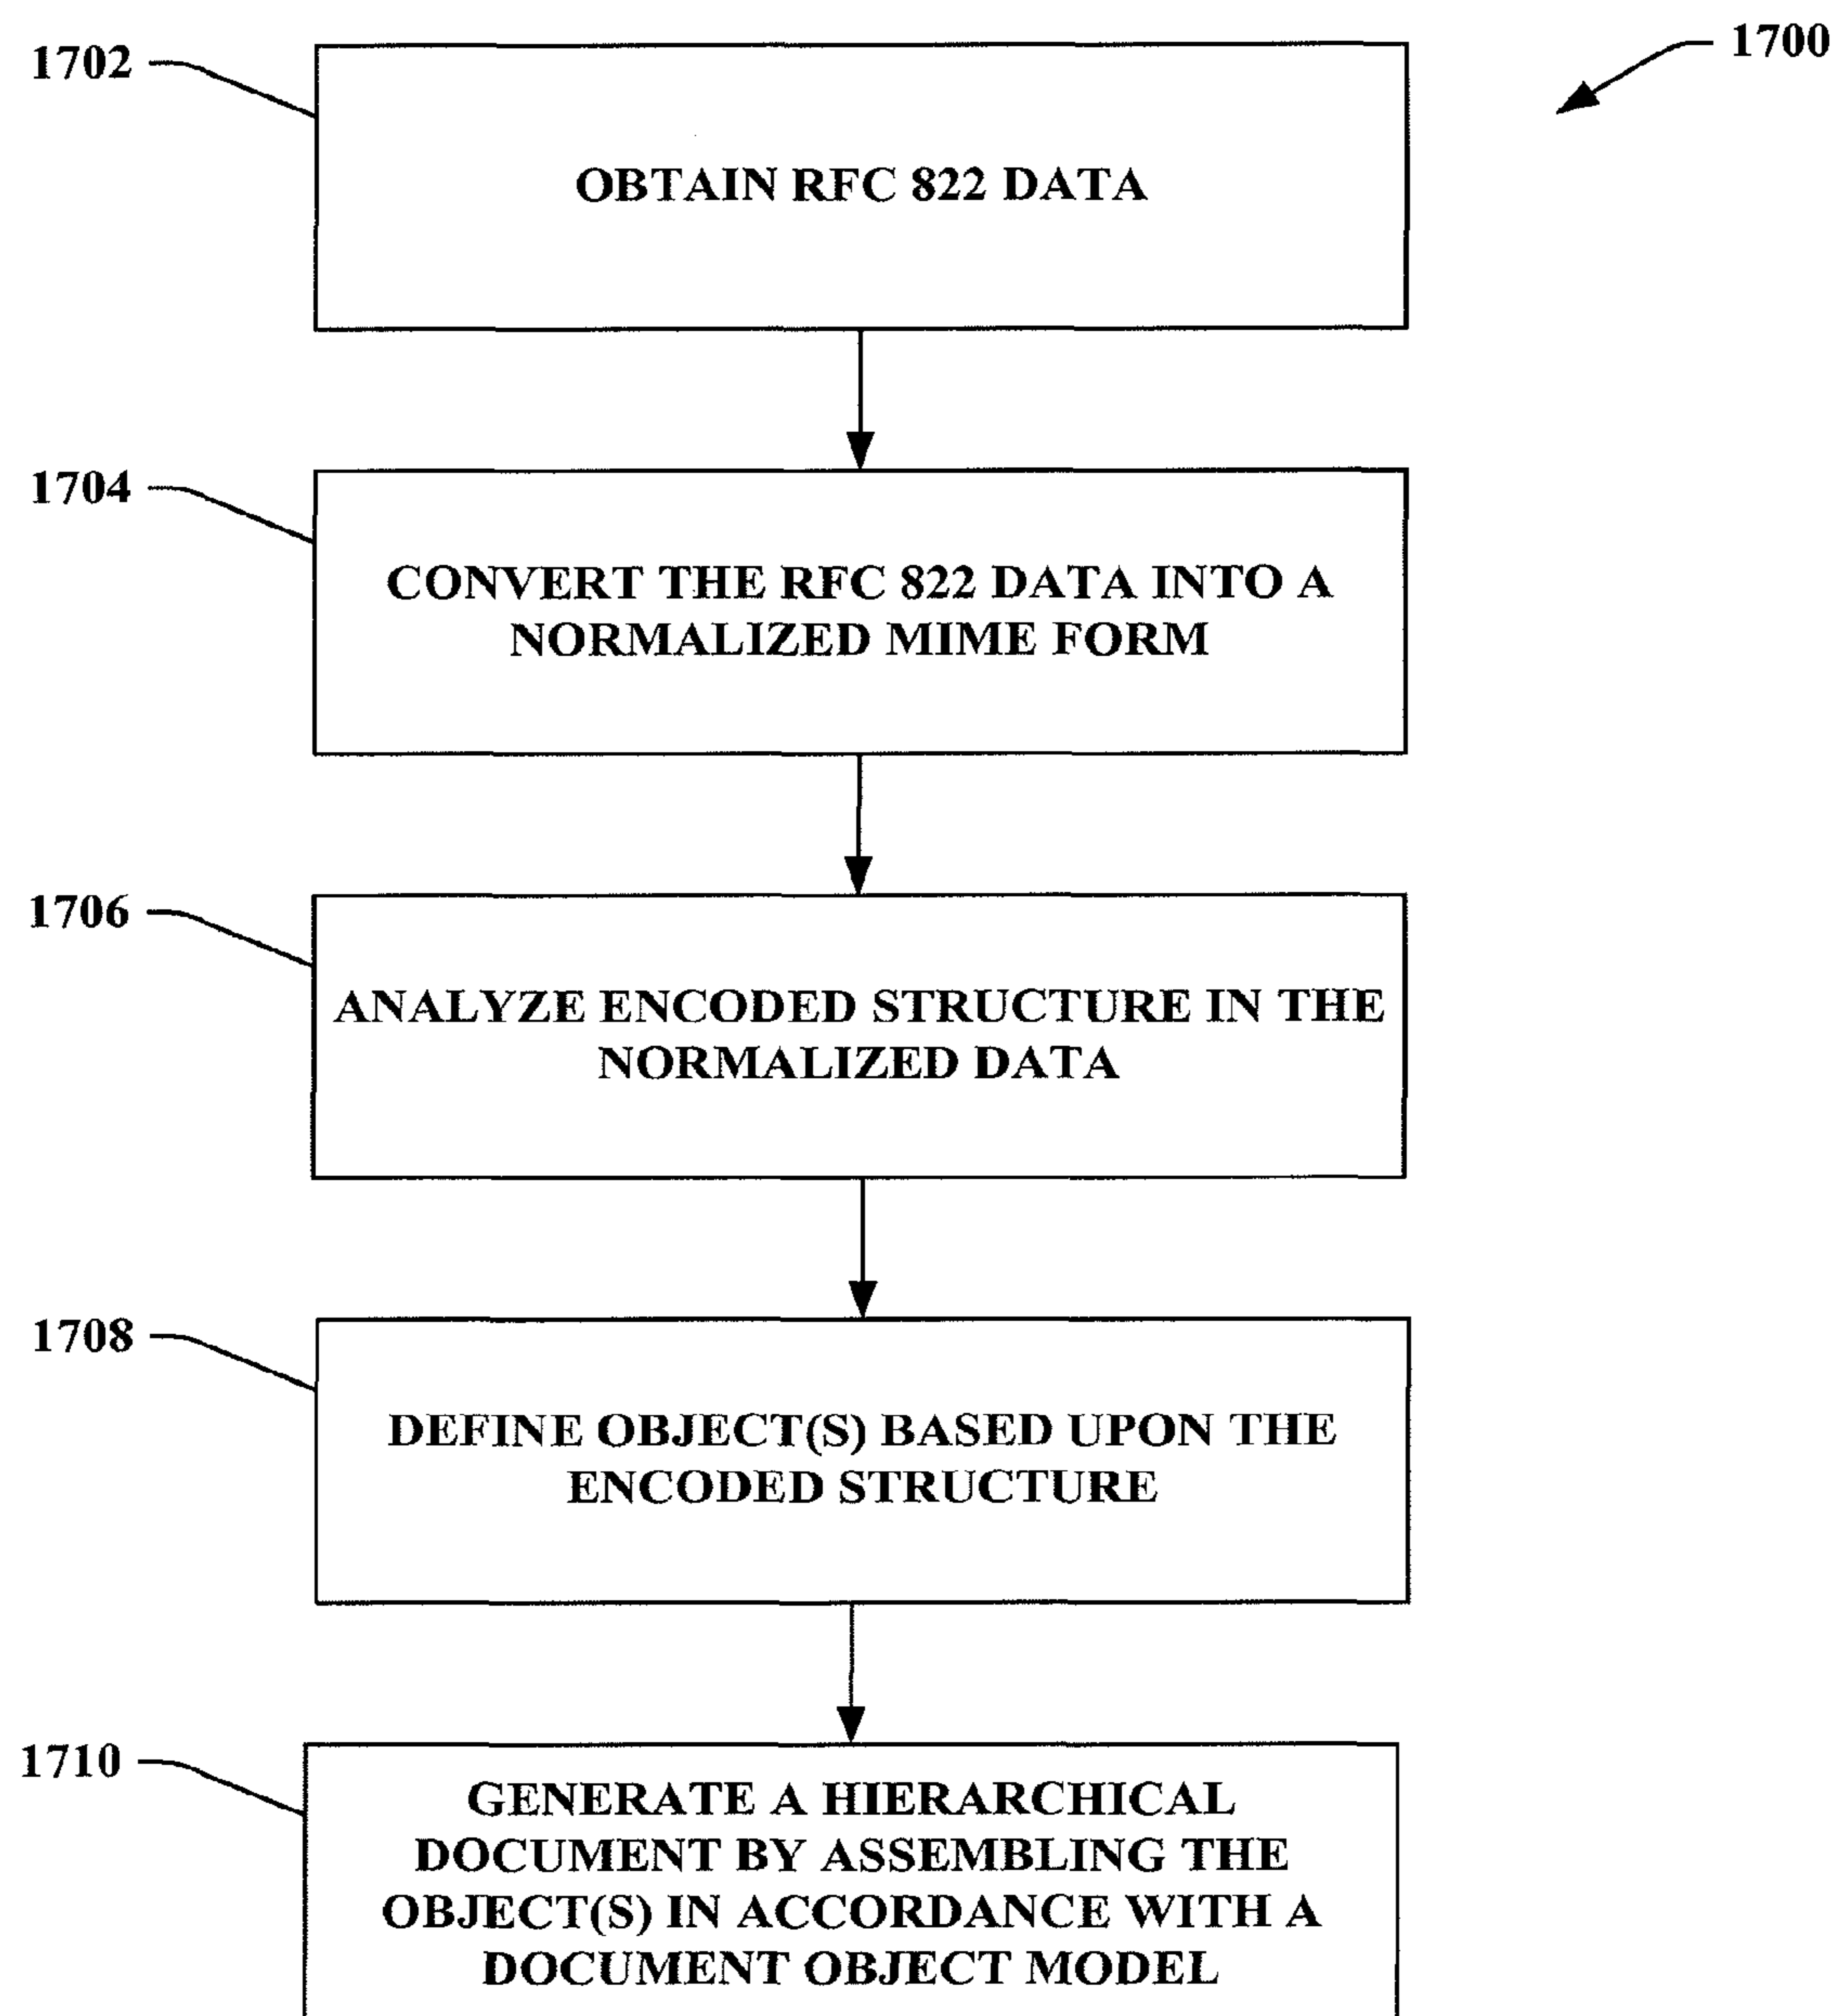 1700
1702
OBTAIN RFC 822 DATA
1704
CONVERT THE RFC 822 DATA INTO A
NORMALIZED MIME FORM
1706
ANALYZE ENCODED STRUCTURE IN THE
NORMALIZED DATA
1708
DEFINE OBJECT(S) BASED UPON THE
ENCODED STRUCTURE
1710
GENERATE A HIERARCHICAL
DOCUMENT BY ASSEMBLING THE
OBJECT(S) IN ACCORDANCE WITH A
DOCUMENT OBJECT MODEL